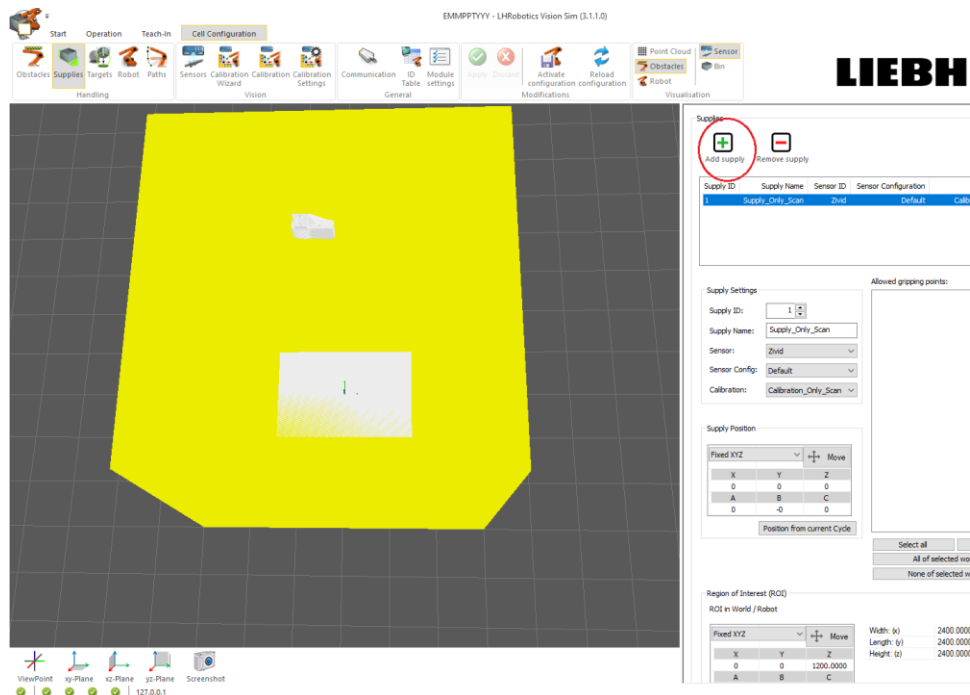 EMMPPTYYY - LHRobotics Vision Sim (3.1.1.0)
Start Operation Teach-In Cell Configuration
Obstacles Supplies Targets Robot Paths
Handling
Sensors Calibration Wizard Calibration Calibration Settings
Vision
Communication ID Table Module settings
General
Apply Discard Activate configuration Reload configuration
Modifications
Point Cloud Sensor
Obstacles Bin
Robot
Visualisation
LIEBH
Supplies
Add supply Remove supply
Supply ID Supply Name Sensor ID Sensor Configuration
1 Supply_Only_Scan Zivid Default Calib
Allowed gripping points:
Supply Settings
Supply ID: 1
Supply Name: Supply_Only_Scan
Sensor: Zivid
Sensor Config: Default
Calibration: Calibration_Only_Scan
Supply Position
Fixed XYZ Move
X Y Z
0 0 0
A B C
0 -0 0
Position from current Cycle
Select all
All of selected wo
None of selected w
Region of Interest (ROI)
ROI in World / Robot
Fixed XYZ Move
X Y Z
0 0 1200.0000
A B C
Width: (x) 2400.0000
Length: (y) 2400.0000
Height: (z) 2400.0000
ViewPoint xy-Plane xz-Plane yz-Plane Screenshot
127.0.0.1